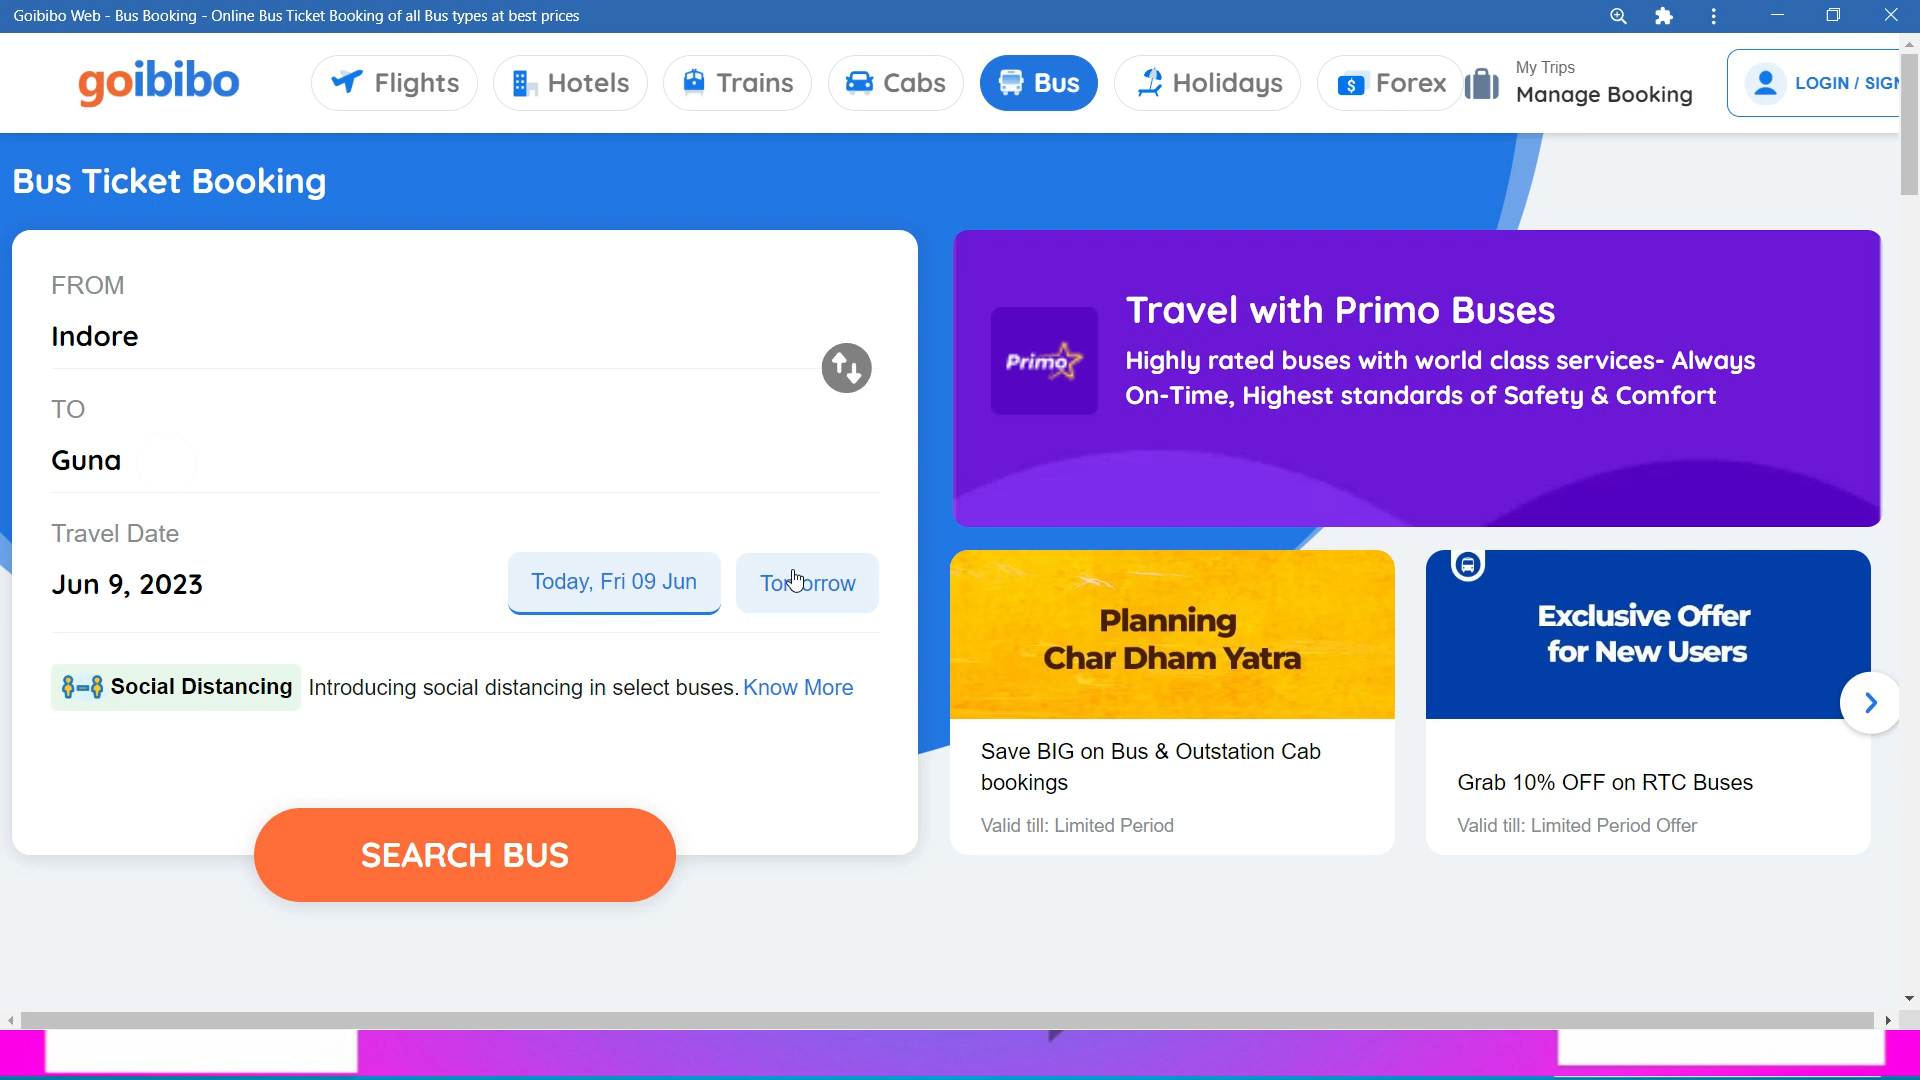 Goibibo Web - Bus Booking - Online Bus Ticket Booking of all Bus types at best prices
goibibo
Flights
Hotels
Trains
Cabs
Bus
Holidays
$ Forex
My Trips
Manage Booking
LOGIN / SIGN
Bus Ticket Booking
FROM
Indore
TO
Guna
Travel Date
Jun 9, 2023
Today, Fri 09 Jun
Tomorrow
Social Distancing Introducing social distancing in select buses. Know More
SEARCH BUS
Primo
Travel with Primo Buses
Highly rated buses with world class services- Always
On-Time, Highest standards of Safety & Comfort
Planning
Char Dham Yatra
Save BIG on Bus & Outstation Cab
bookings
Valid till: Limited Period
Exclusive Offer
for New Users
Grab 10% OFF on RTC Buses
Valid till: Limited Period Offer